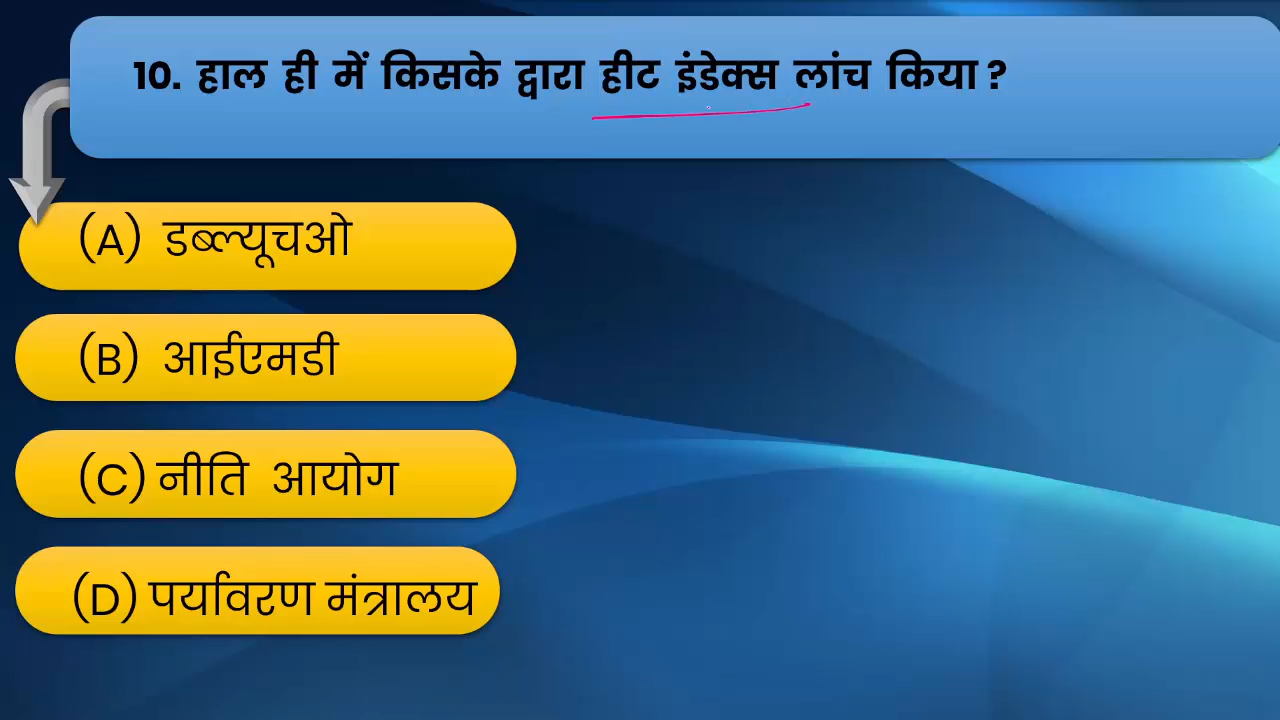 10. हाल ही में किसके द्वारा हीट इंडेक्स लांच किया ?
(A) डब्ल्यूचओ
(B) आईएमडी
(C) नीति आयोग
(D) पर्यावरण मंत्रालय